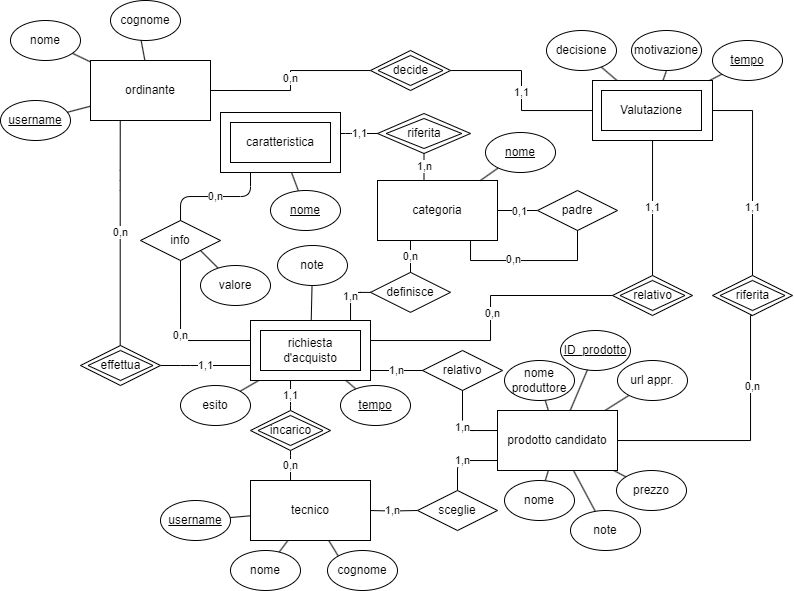 cognome
nome
decisione
motivazione
tempo
ordinante
0,n
decide
1,1
Valutazione
username
caratteristica
1,1
riferita
nome
1,n
0,n
nome
categoria
0,1
padre
1,1
1,1
0,n
info
0,n
0,n
valore
note
1,n
definisce
relativo
riferita
0,n
0,n
richiesta
d'acquisto
effettua
1,1
1,n
relativo
ID_prodotto
nome
produttore
url appr.
0,n
esito
1,1
tempo
incarico
1,n
prodotto candidato
0,n
1,n
username
tecnico
1,n
sceglie
nome
prezzo
note
nome
cognome